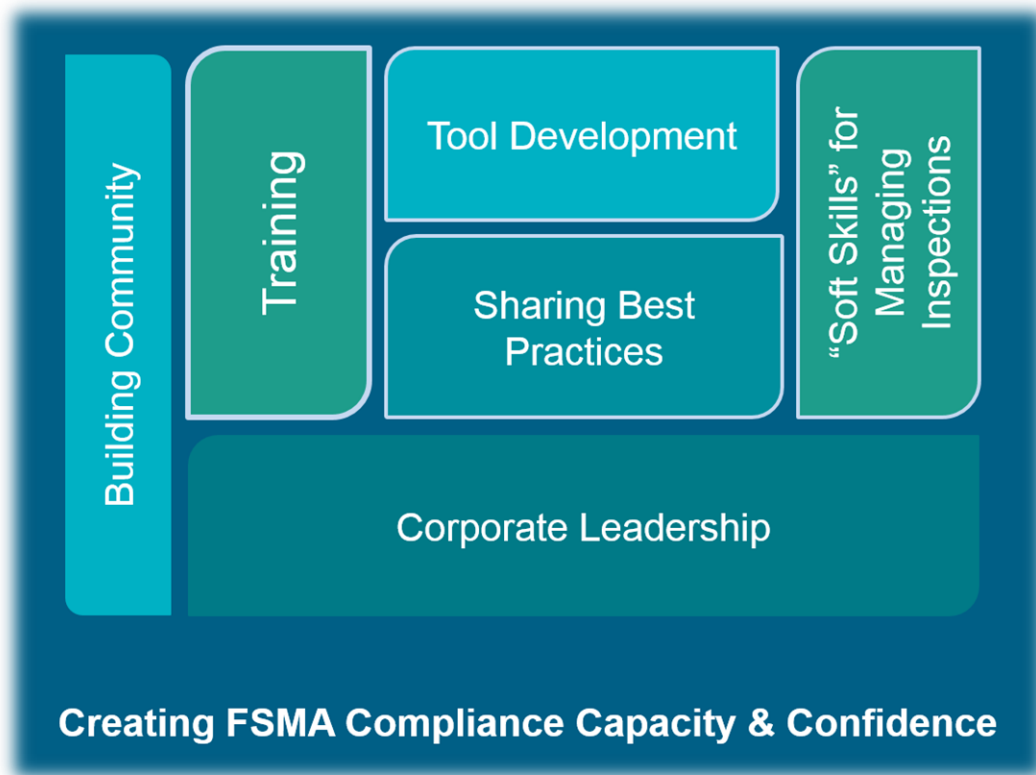 Building Community
Training
Tool Development
Sharing Best
Practices
“Soft Skills” for
Managing
Inspections
Corporate Leadership
Creating FSMA Compliance Capacity & Confidence